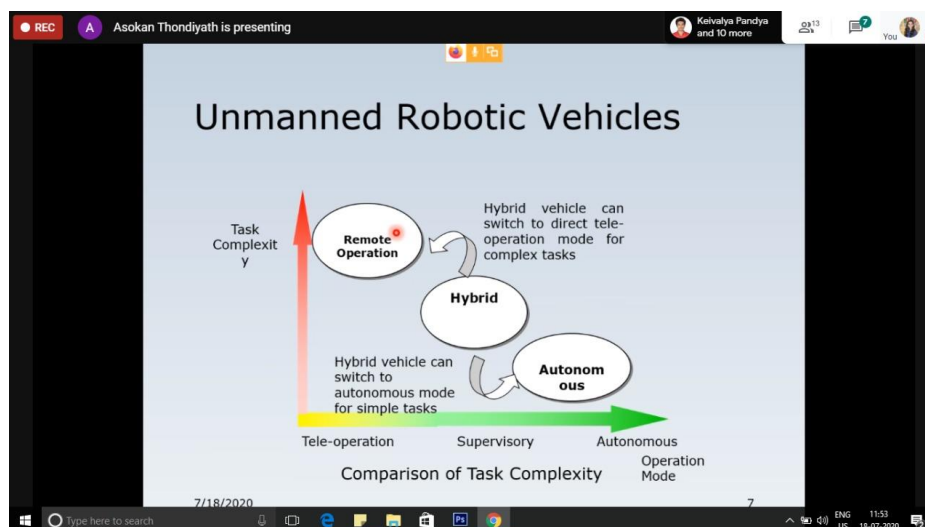 REC
A
Asokan Thondiyath is presenting
Keivalya Pandya
and 10 more
13
7
You
Unmanned Robotic Vehicles
Task
Complexit
y
Remote
Operation
Hybrid vehicle can
switch to direct tele-
operation mode for
complex tasks
Hybrid
Hybrid vehicle can
switch to
autonomous mode
for simple tasks
Autonom
ous
Tele-operation
Supervisory
Autonomous
Operation
Mode
Comparison of Task Complexity
7/18/2020
7
Type here to search
Ps
ENG
US
11:53
18-07-2020